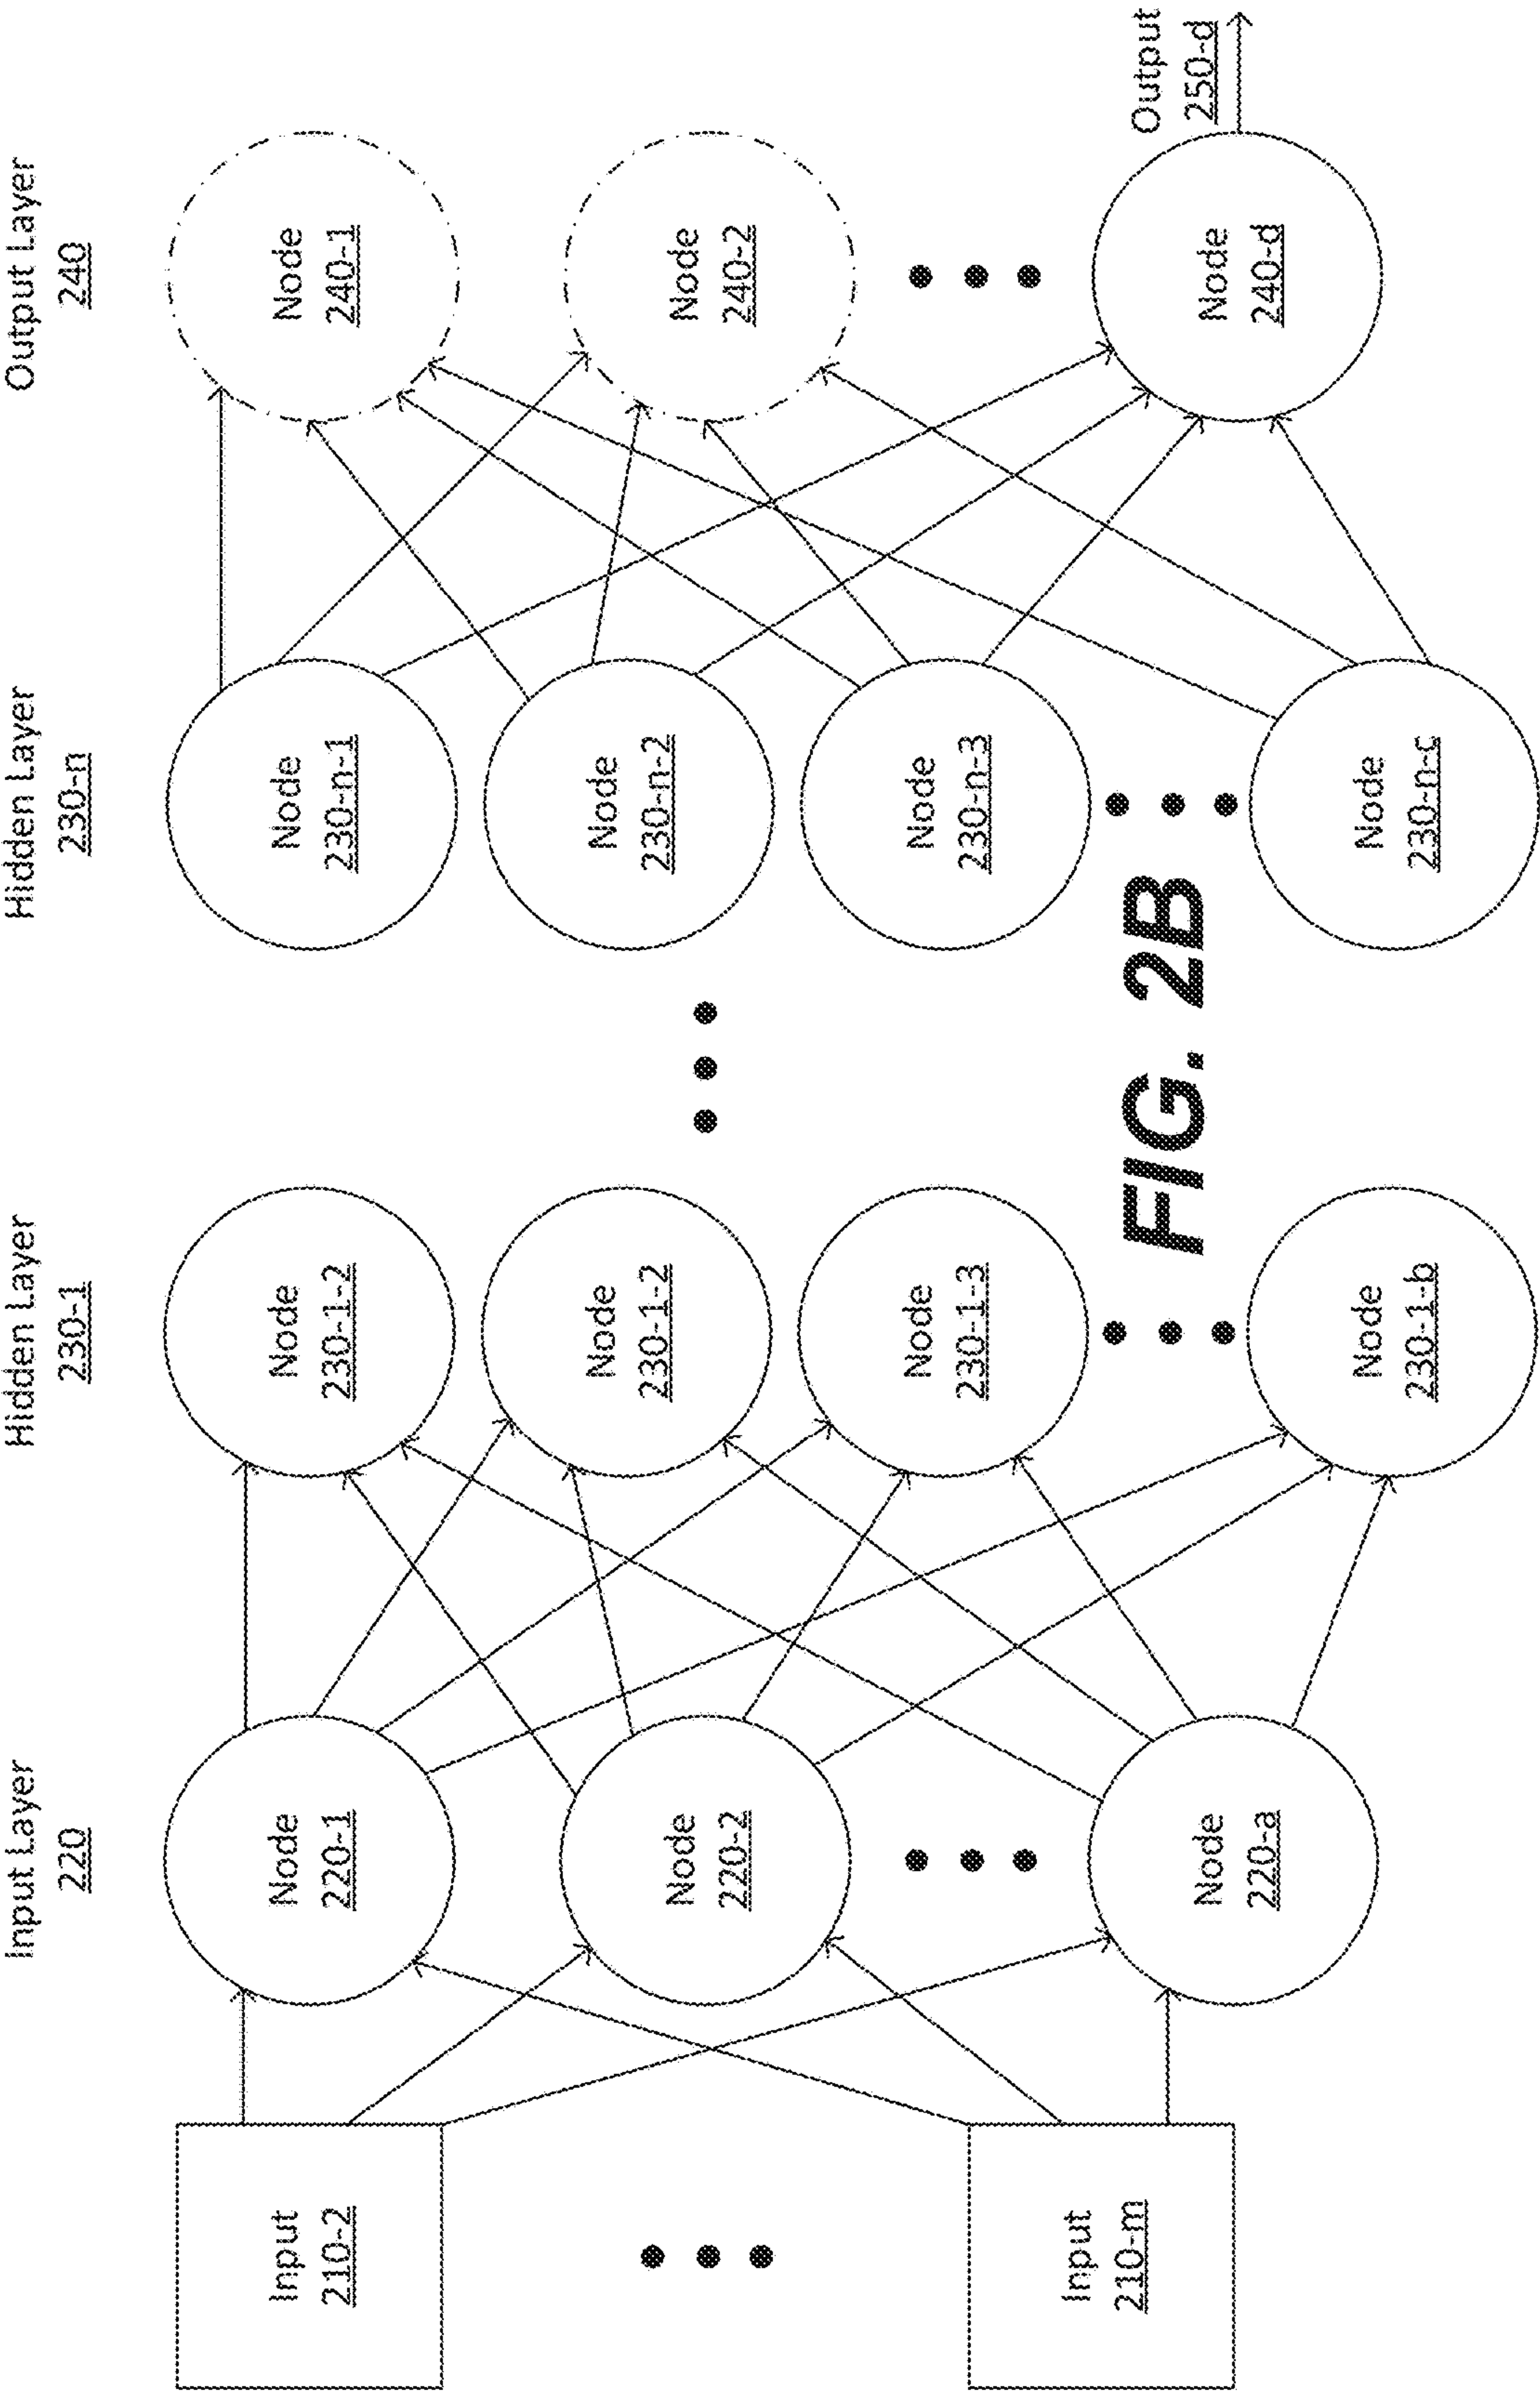 Input Layer
220
Hidden Layer
230-1
Hidden Layer
230-n
Output Layer
240
Input
210-2
Input
210-m
Node
220-1
Node
220-2
Node
220-a
Node
230-1-2
Node
230-1-2
Node
230-1-3
Node
230-1-b
Node
230-n-1
Node
230-n-2
Node
230-n-3
Node
230-n-c
Node
240-1
Node
240-2
Node
240-d
Output
250-d
FIG. 2B